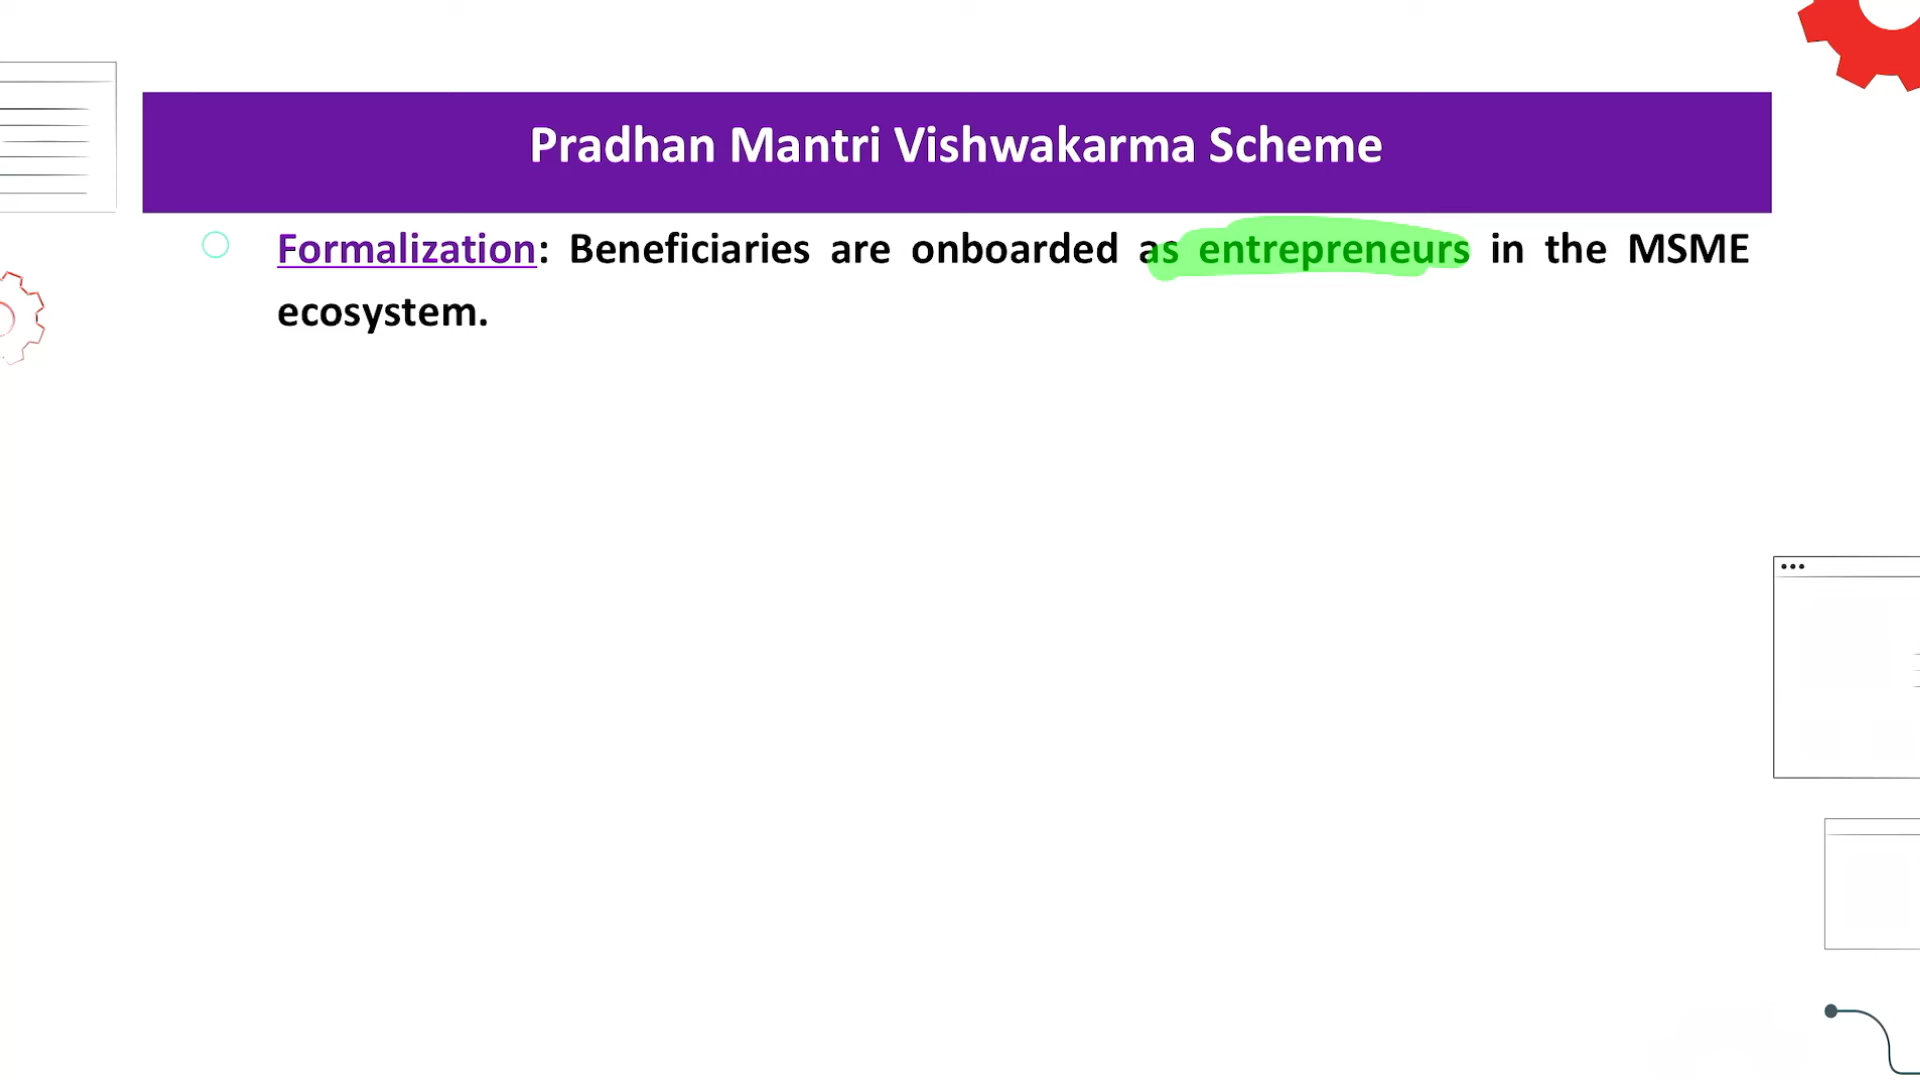 Pradhan Mantri Vishwakarma Scheme
Formalization: Beneficiaries are onboarded as entrepreneurs in the MSME
ecosystem.